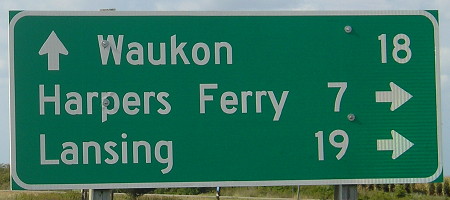 Waukon 18
Harpers Ferry 7
Lansing 19